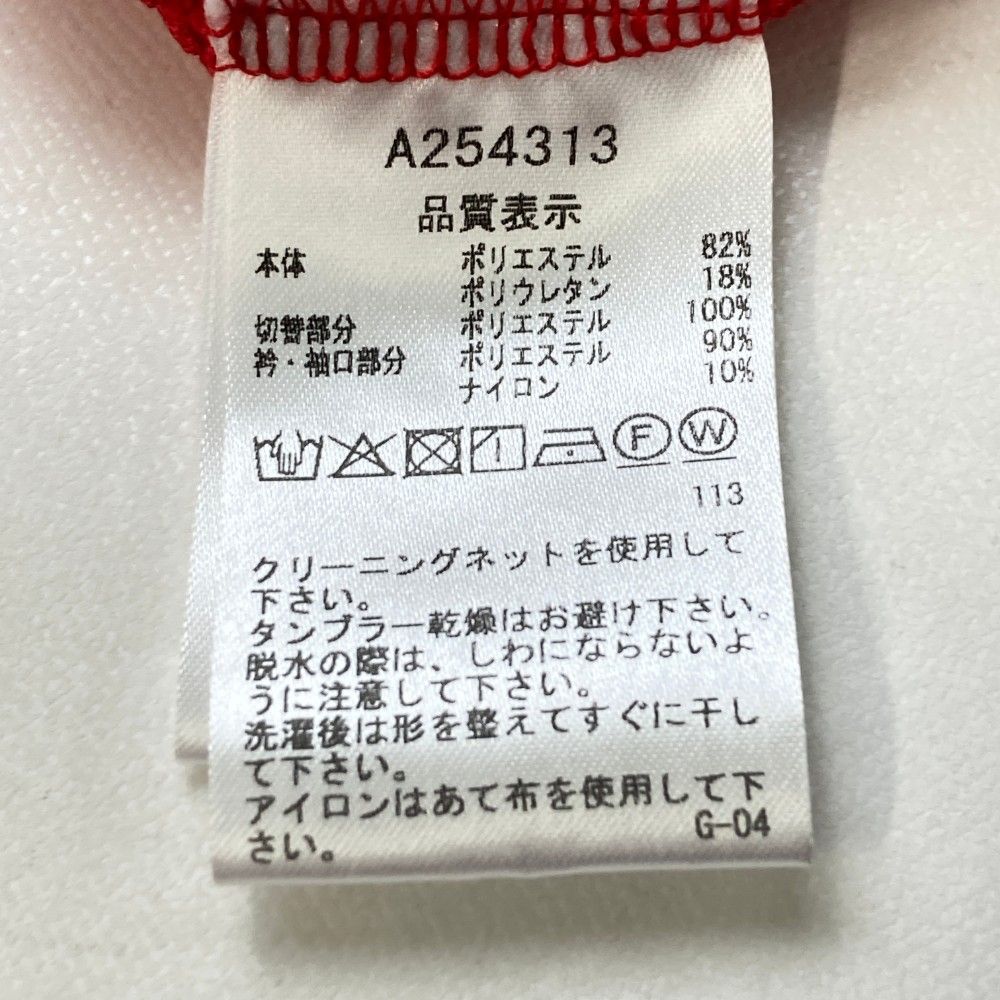 A254313
品質表示
本体 ポリエステル 82%
ポリウレタン 18%
切替部分 ポリエステル 100%
衿・袖口部分 ポリエステル 90%
ナイロン 10%
F W
113
クリーニングネットを使用して
下さい。
タンブラー乾燥はお避け下さい。
脱水の際は、しわにならないよ
うに注意して下さい。
洗濯後は形を整えてすぐに干し
て下さい。
アイロンはあて布を使用して下
さい。 G-04